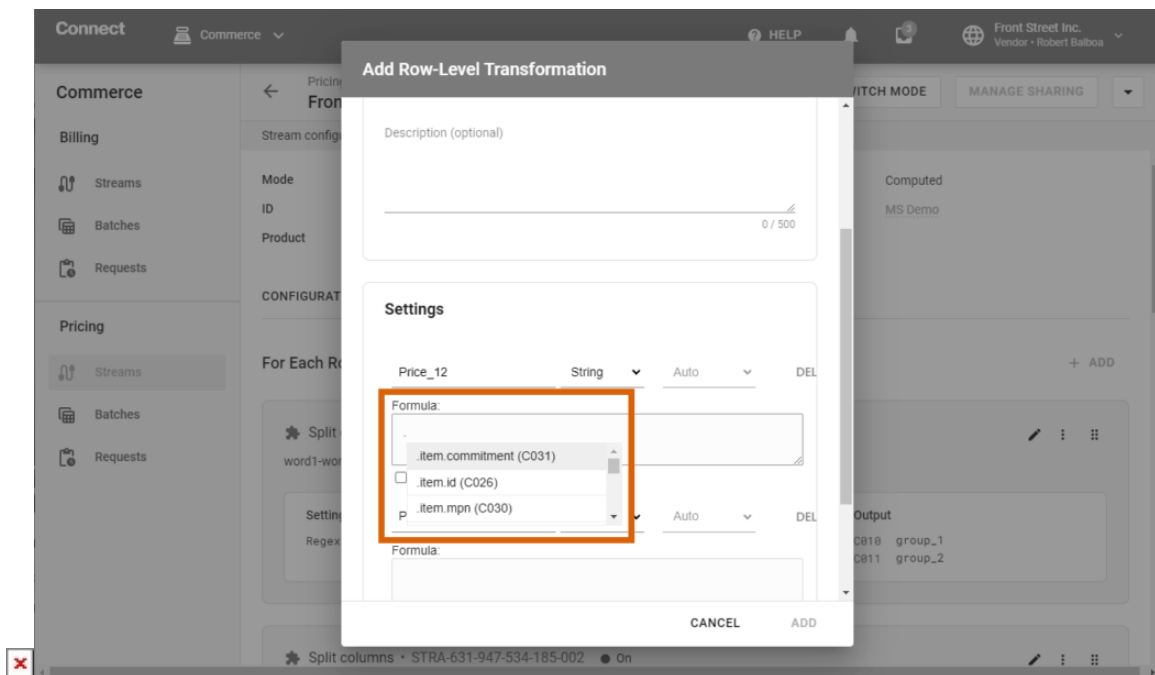 Connect
Commerce
HELP
3
Front Street Inc.
Vendor • Robert Balboa
Add Row-Level Transformation
Commerce
Pricing
Fron
ITCH MODE
MANAGE SHARING
Billing
Stream config
Description (optional)
Streams
Mode
Computed
ID
MS Demo
Batches
0 / 500
Product
Requests
CONFIGURAT
Settings
Pricing
For Each Ro
+ ADD
Streams
Price_12
String
Auto
DEL
Formula:
Batches
Split
.
.item.commitment (C031)
Requests
word1-wor
.item.id (C026)
.item.mpn (C030)
Setting
P
Auto
DEL
Output
Regex
C010 group_1
Formula:
C011 group_2
CANCEL
ADD
Split columns • STRA-631-947-534-185-002 ● On